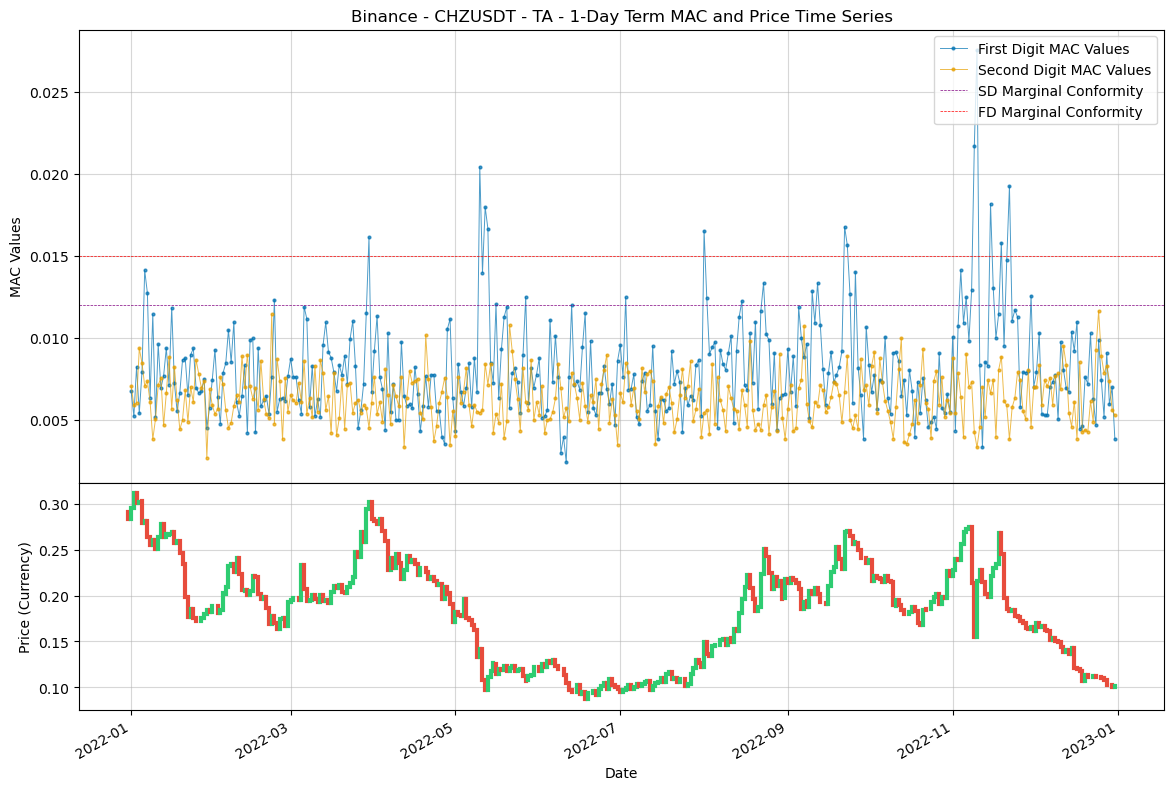 Binance - CHZUSDT - TA - 1-Day Term MAC and Price Time Series
First Digit MAC Values
Second Digit MAC Values
SD Marginal Conformity
FD Marginal Conformity
MAC Values
0.025
0.020
0.015
0.010
0.005
Price (Currency)
0.30
0.25
0.20
0.15
0.10
2022-01
2022-03
2022-05
2022-07
2022-09
2022-11
2023-01
Date